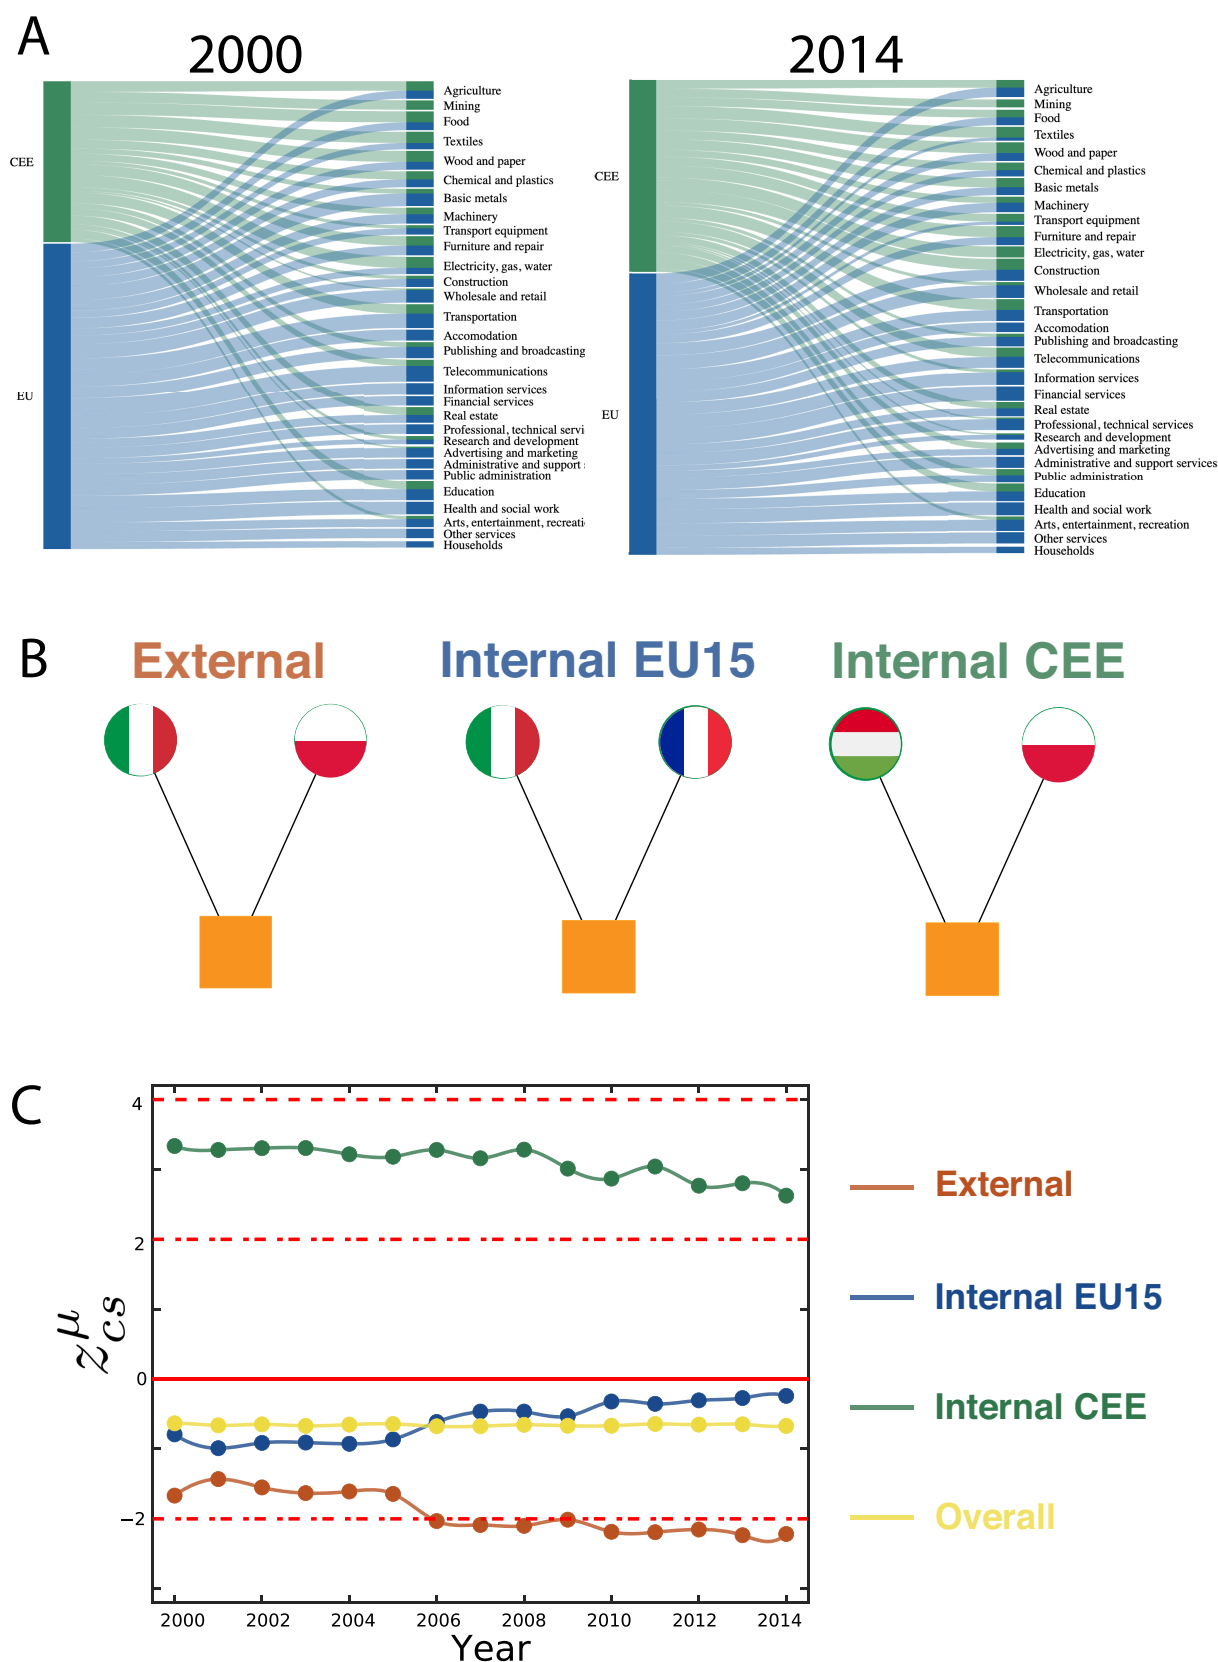 A
2000
2014
CEE
EU
Agriculture
Mining
Food
Textiles
Wood and paper
Chemical and plastics
Basic metals
Machinery
Transport equipment
Furniture and repair
Electricity, gas, water
Construction
Wholesale and retail
Transportation
Accomodation
Publishing and broadcasting
Telecommunications
Information services
Financial services
Real estate
Professional, technical servi
Research and development
Advertising and marketing
Administrative and support
Public administration
Education
Health and social work
Arts, entertainment, recreati
Other services
Households
CEE
EU
Agriculture
Mining
Food
Textiles
Wood and paper
Chemical and plastics
Basic metals
Machinery
Transport equipment
Furniture and repair
Electricity, gas, water
Construction
Wholesale and retail
Transportation
Accomodation
Publishing and broadcasting
Telecommunications
Information services
Financial services
Real estate
Professional, technical services
Research and development
Advertising and marketing
Administrative and support services
Public administration
Education
Health and social work
Arts, entertainment, recreation
Other services
Households
B
External
Internal EU15
Internal CEE
C
4
2
0
−2
z^μ_cs
2000 2002 2004 2006 2008 2010 2012 2014
Year
External
Internal EU15
Internal CEE
Overall